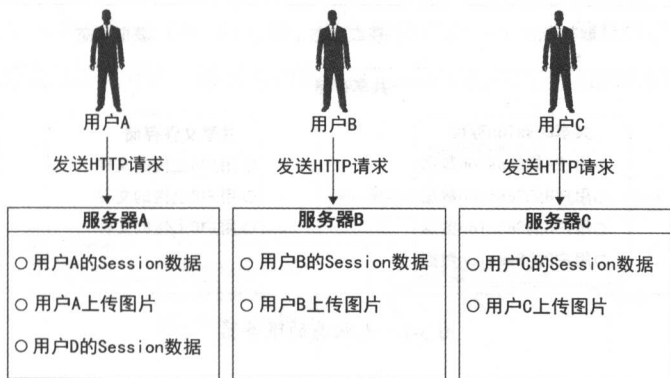 用户A
用户B
用户C
发送HTTP请求
发送HTTP请求
发送HTTP请求
服务器A
服务器B
服务器C
用户A的Session数据
用户B的Session数据
用户C的Session数据
用户A上传图片
用户B上传图片
用户C上传图片
用户D的Session数据